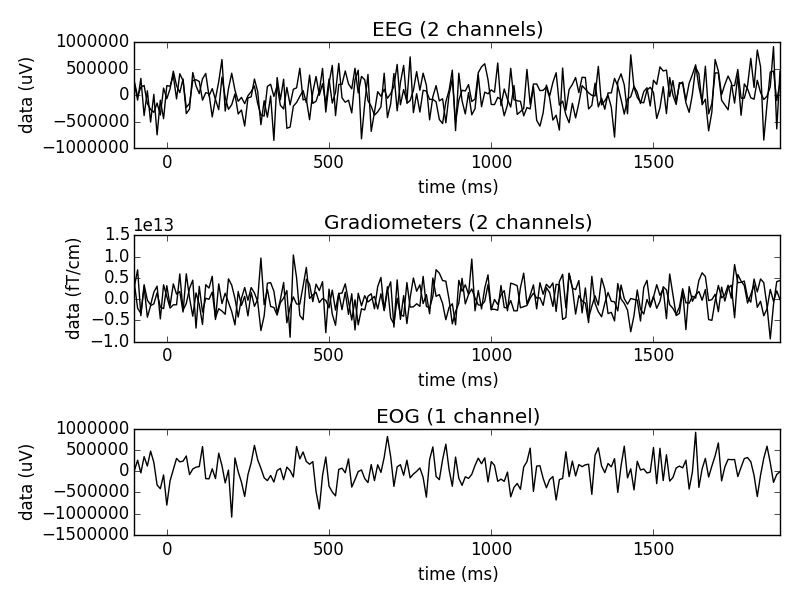 EEG (2 channels)
1000000
500000
0
−500000
−1000000
data (uV)
0 500 1000 1500
time (ms)
Gradiometers (2 channels)
1e13
1.5
1.0
0.5
0.0
−0.5
−1.0
data (fT/cm)
0 500 1000 1500
time (ms)
EOG (1 channel)
1000000
500000
0
−500000
−1000000
−1500000
data (uV)
0 500 1000 1500
time (ms)